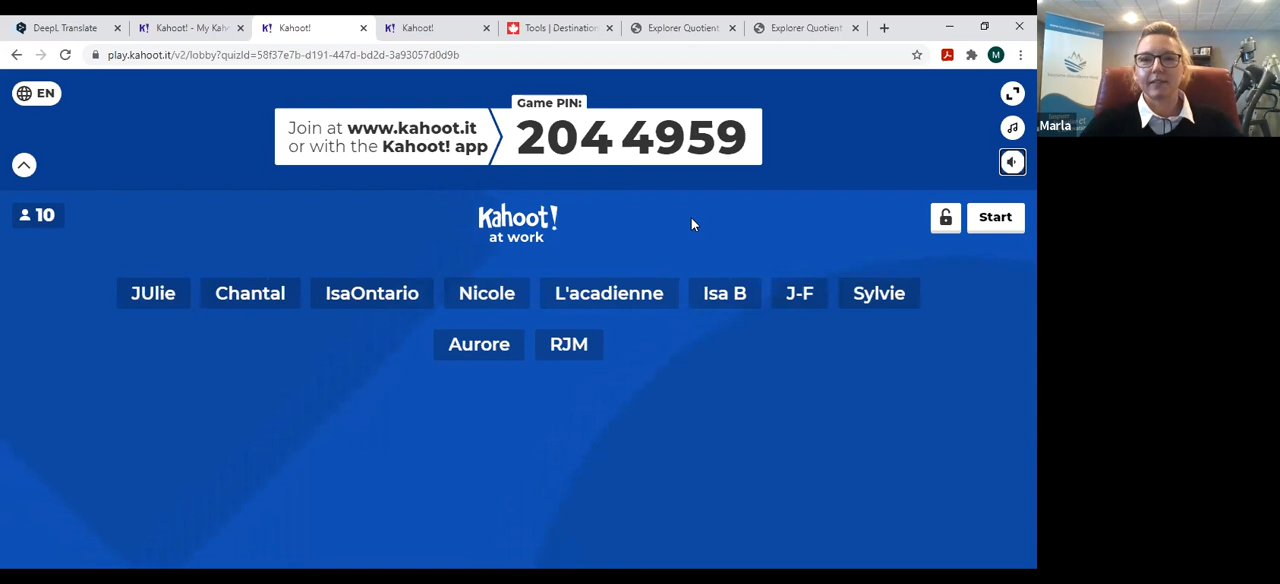 DeepL Translate
Kahoot! - My Kah
Kahoot!
Kahoot!
Tools | Destination
Explorer Quotient
Explorer Quotient
play.kahoot.it/v2/lobby?quizId=58f37e7b-d191-447d-bd2d-3a93057d0d9b
M
EN
Join at www.kahoot.it
or with the Kahoot! app
Game PIN:
204 4959
10
Kahoot!
at work
Start
JUlie
Chantal
IsaOntario
Nicole
L'acadienne
Isa B
J-F
Sylvie
Aurore
RJM
Marla